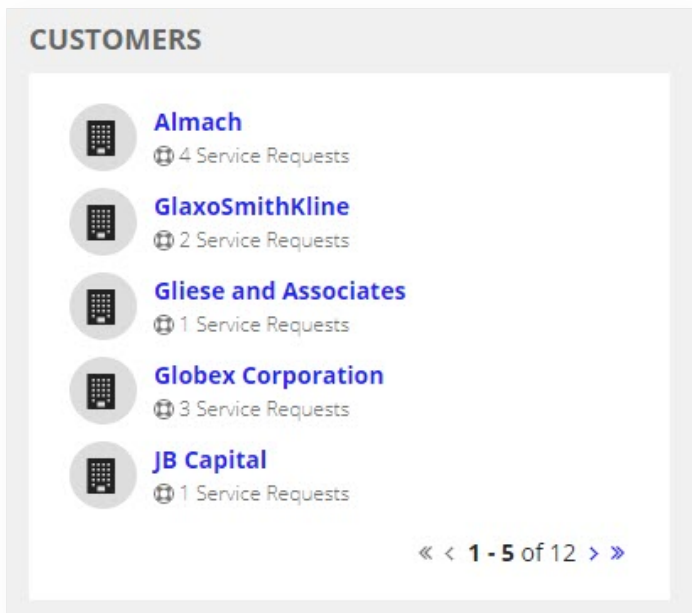 CUSTOMERS
Almach
4 Service Requests
GlaxoSmithKline
2 Service Requests
Gliese and Associates
1 Service Requests
Globex Corporation
3 Service Requests
JB Capital
1 Service Requests
« < 1 - 5 of 12 > »